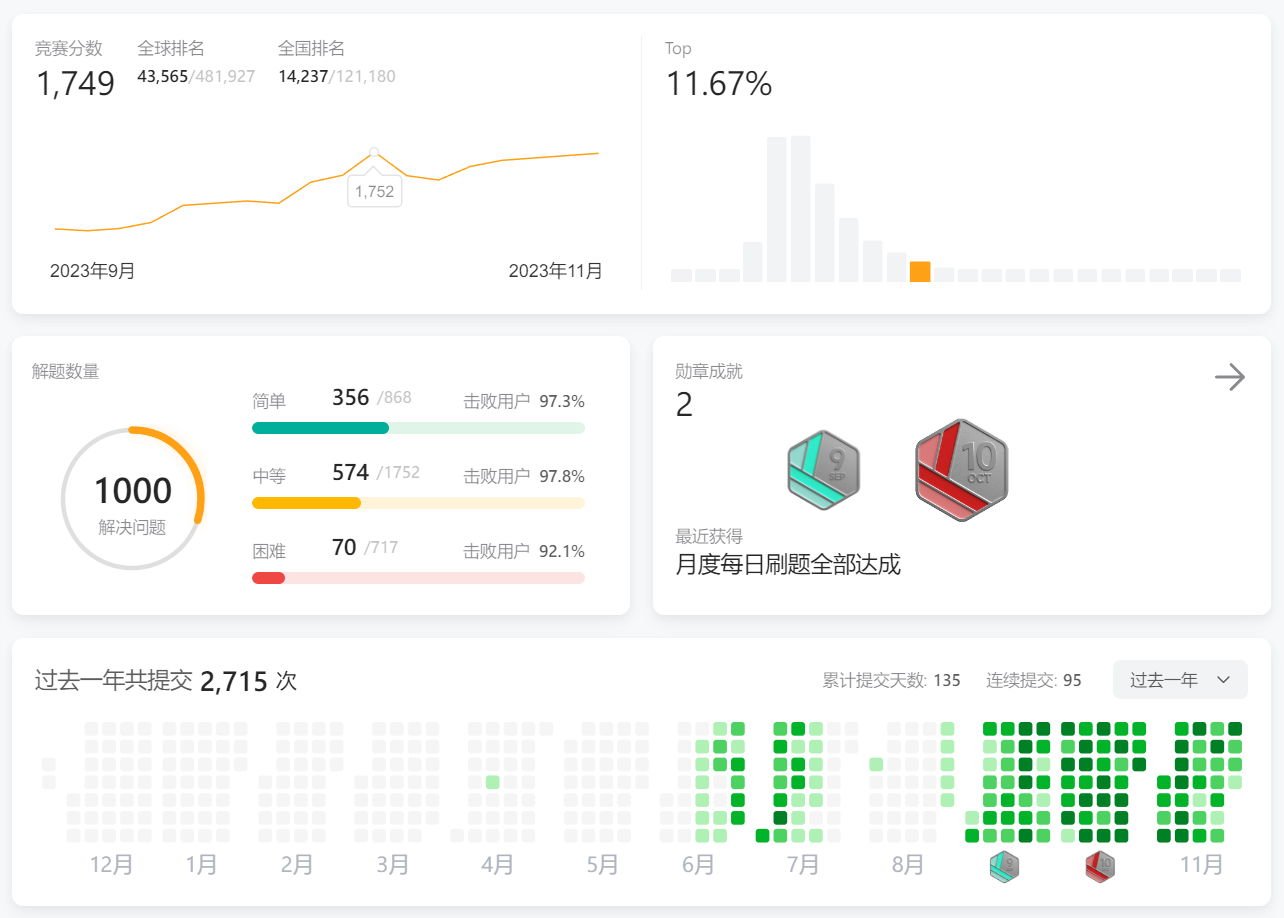 竞赛分数 全球排名 全国排名
1,749 43,565/481,927 14,237/121,180
1,752
2023年9月 2023年11月
Top
11.67%
解题数量
1000
解决问题
简单 356 /868 击败用户 97.3%
中等 574 /1752 击败用户 97.8%
困难 70 /717 击败用户 92.1%
勋章成就
2
9
SEP
10
OCT
最近获得
月度每日刷题全部达成
过去一年共提交 2,715 次
累计提交天数: 135 连续提交: 95 过去一年
12月 1月 2月 3月 4月 5月 6月 7月 8月 9 10 11月